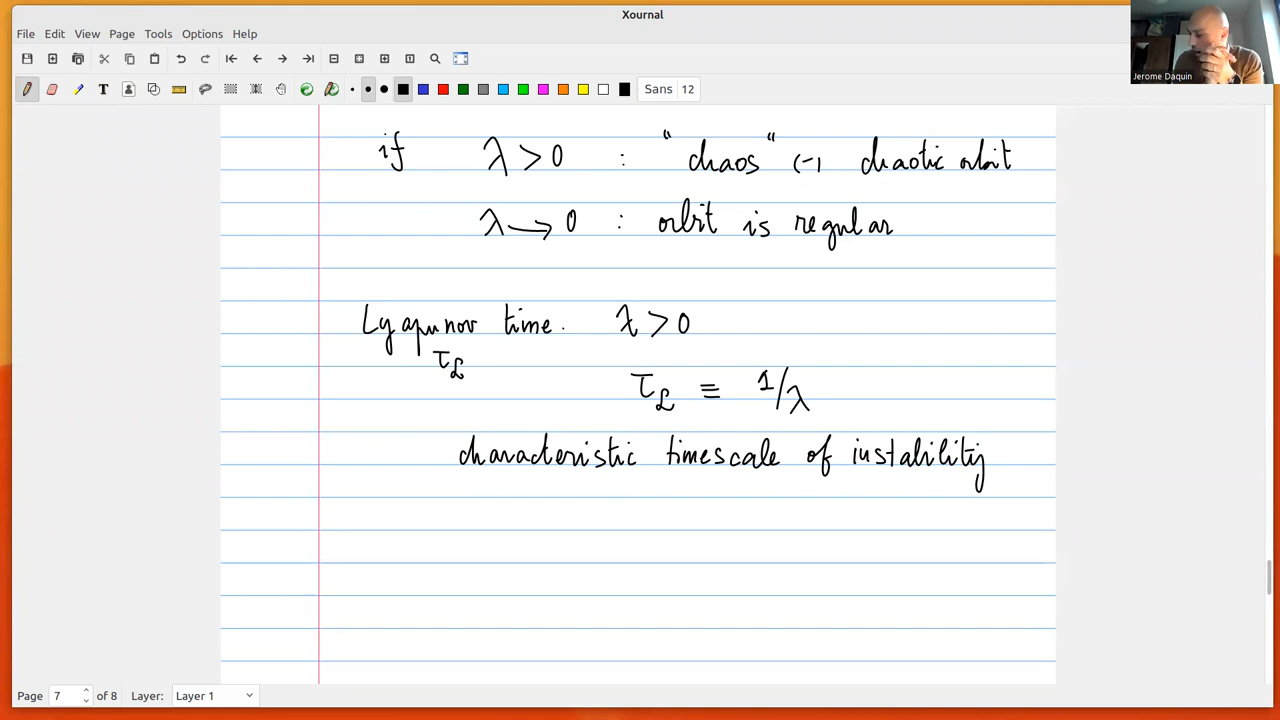 Xournal
File Edit View Page Tools Options Help
Sans 12
Jerome Daquin
if λ > 0 : "chaos" (-, chaotic orbit
λ → 0 : orbit is regular
Lyapunov time. λ > 0
τ_L
τ_L ≡ 1/λ
characteristic timescale of instability
Page 7 of 8 Layer: Layer 1